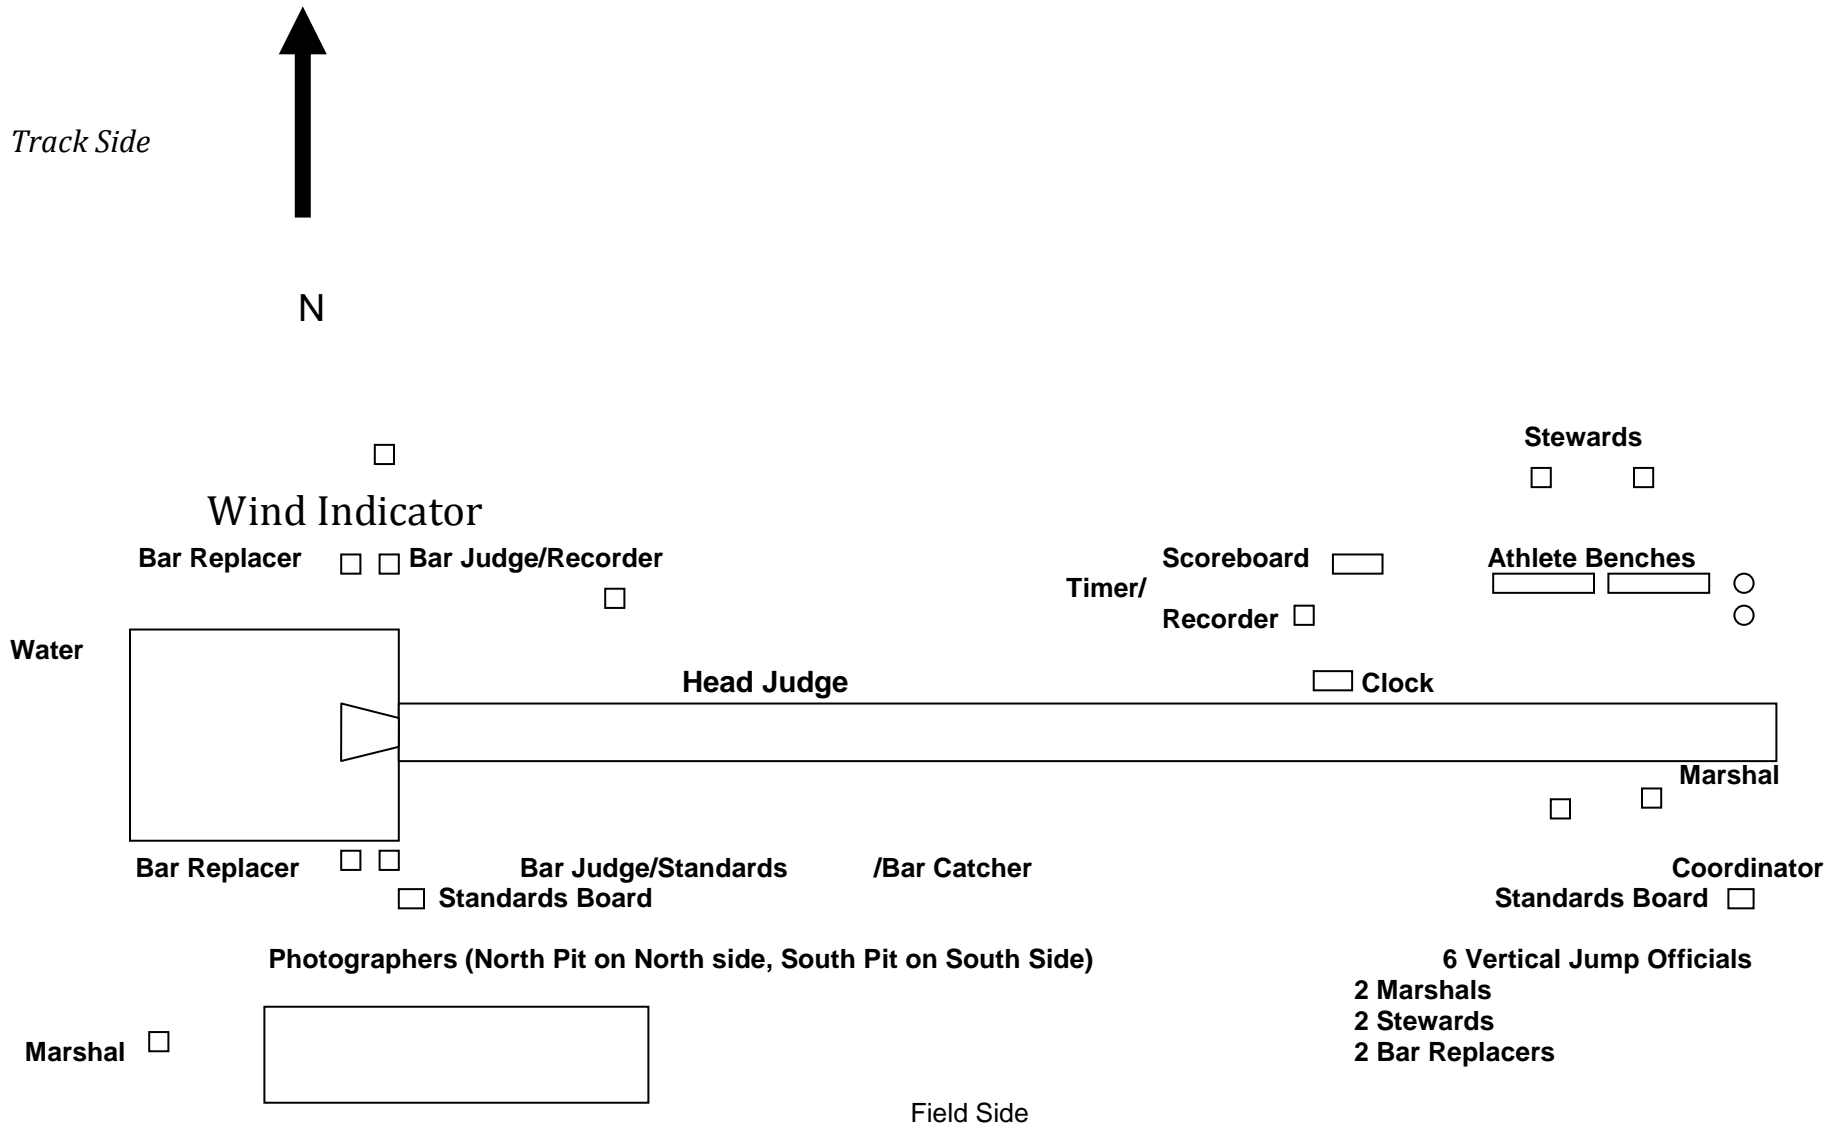 Track Side
N
Stewards
Wind Indicator
Bar Replacer Bar Judge/Recorder Scoreboard Athlete Benches
Timer/
Recorder
Water
Head Judge Clock
Marshal
Bar Replacer Bar Judge/Standards /Bar Catcher Coordinator
Standards Board Standards Board
Photographers (North Pit on North side, South Pit on South Side) 6 Vertical Jump Officials
2 Marshals
2 Stewards
Marshal 2 Bar Replacers
Field Side